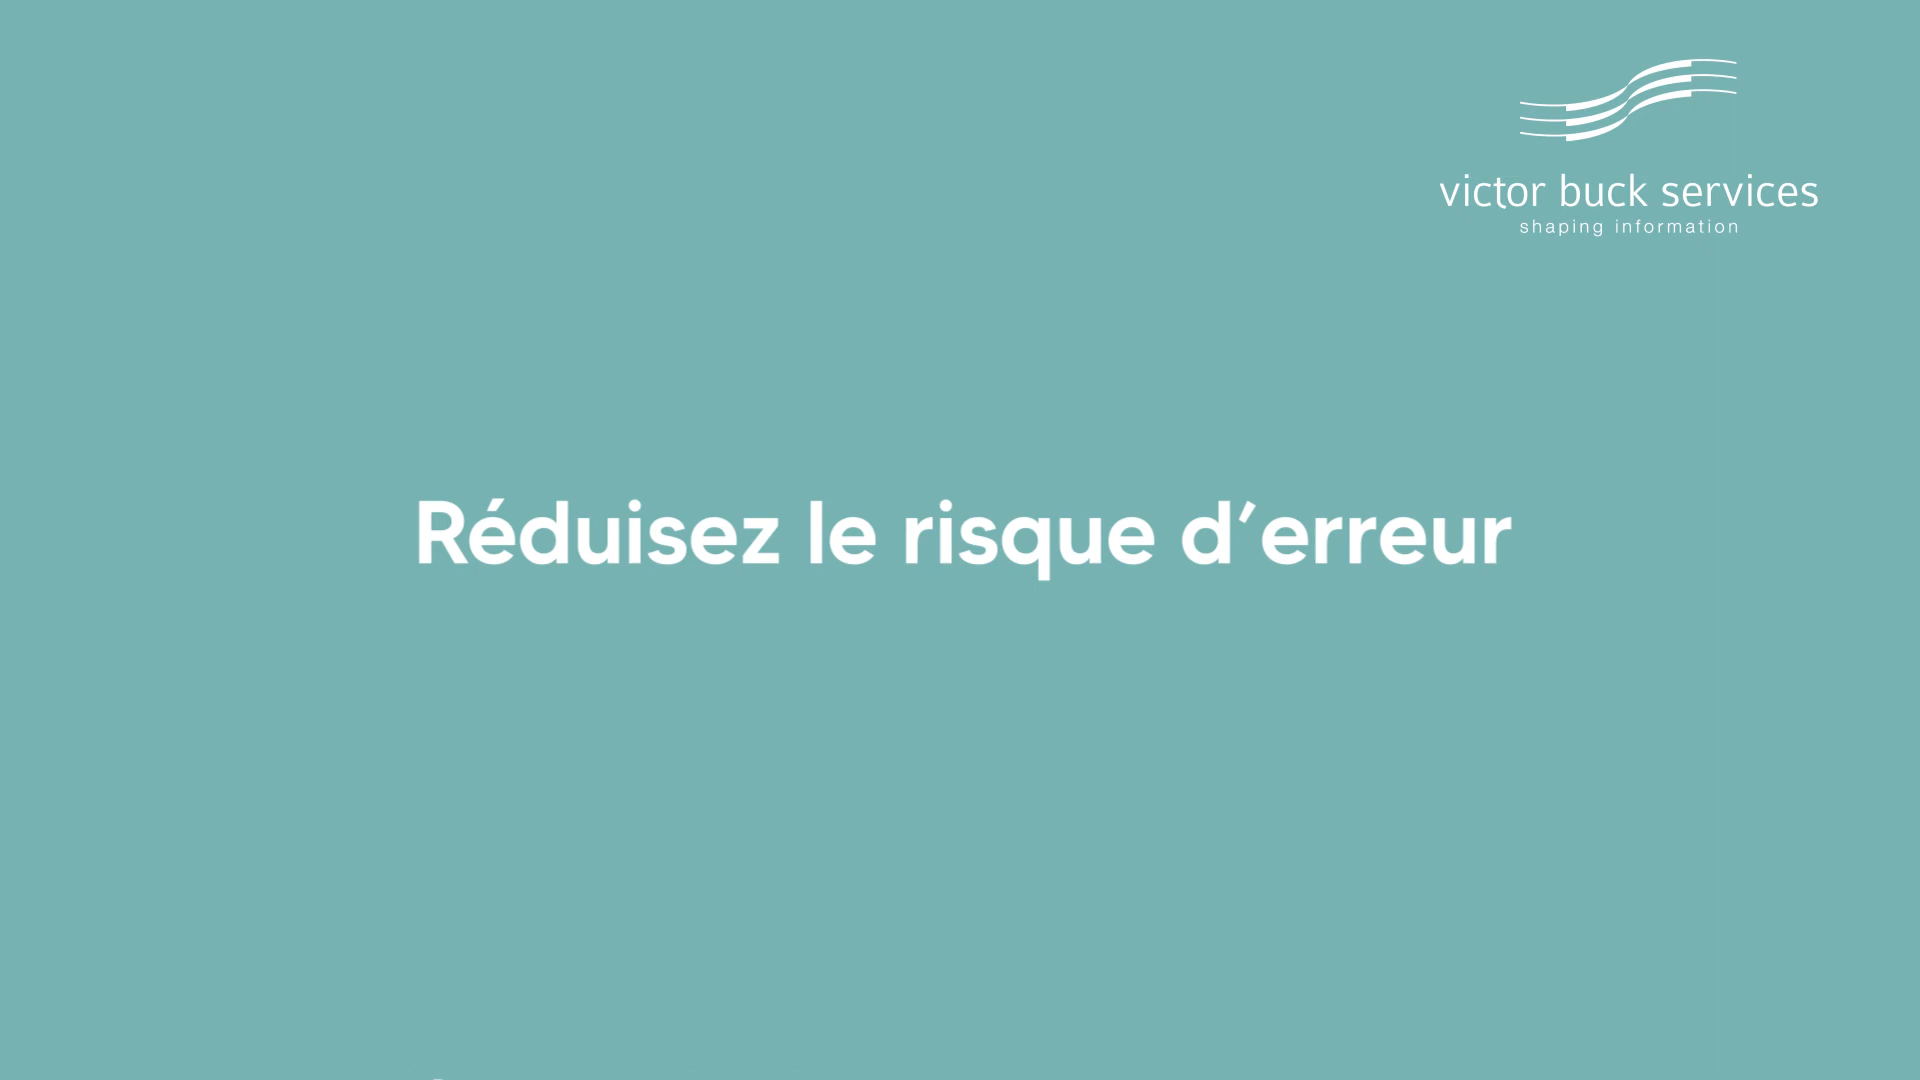 victor buck services
shaping information
Réduisez le risque d’erreur